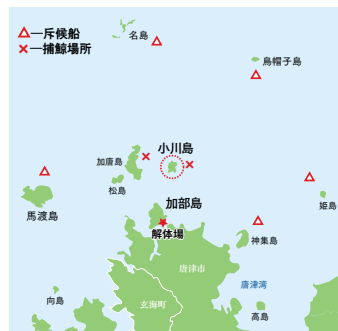 △―斥候船
×―捕鯨場所
名島
烏帽子島
小川島
加唐島
松島
馬渡島
加部島
解体場
姫島
神集島
唐津市
唐津湾
向島
玄海町
高島